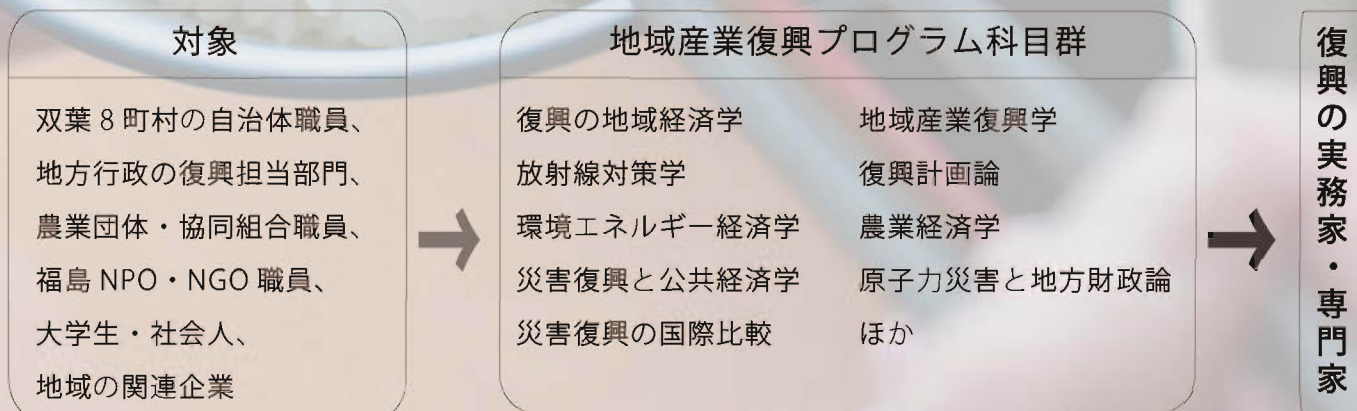 対象
双葉 8 町村の自治体職員、
地方行政の復興担当部門、
農業団体・協同組合職員、
福島 NPO・NGO 職員、
大学生・社会人、
地域の関連企業
地域産業復興プログラム科目群
復興の地域経済学
放射線対策学
環境エネルギー経済学
災害復興と公共経済学
災害復興の国際比較
地域産業復興学
復興計画論
農業経済学
原子力災害と地方財政論
ほか
復興の実務家・専門家